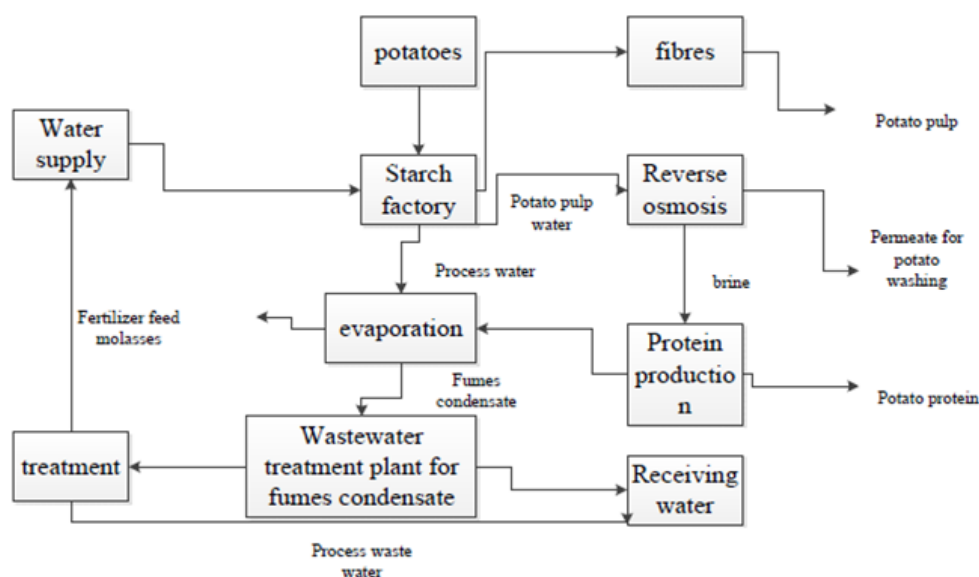 potatoes
fibres
Potato pulp
Water
supply
Starch
factory
Potato pulp
water
Reverse
osmosis
Permeate for
potato
washing
Process water
brine
Fertilizer feed
molasses
evaporation
Protein
productio
n
Potato protein
Fumes
condensate
treatment
Wastewater
treatment plant for
fumes condensate
Receiving
water
Process waste
water